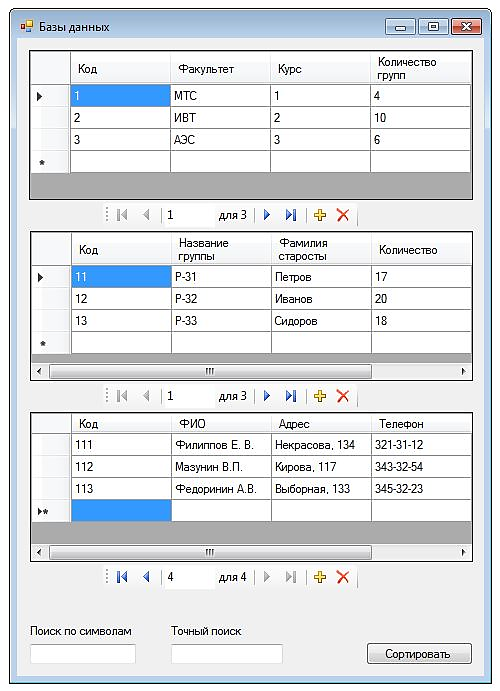 Базы данных
Код Факультет Курс Количество групп
1 МТС 1 4
2 ИВТ 2 10
3 АЭС 3 6
1 для 3
Код Название группы Фамилия старосты Количество
11 Р-31 Петров 17
12 Р-32 Иванов 20
13 Р-33 Сидоров 18
1 для 3
Код ФИО Адрес Телефон
111 Филиппов Е. В. Некрасова, 134 321-31-12
112 Мазунин В.П. Кирова, 117 343-32-54
113 Федоринин А.В. Выборная, 133 345-32-23
4 для 4
Поиск по символам Точный поиск
Сортировать